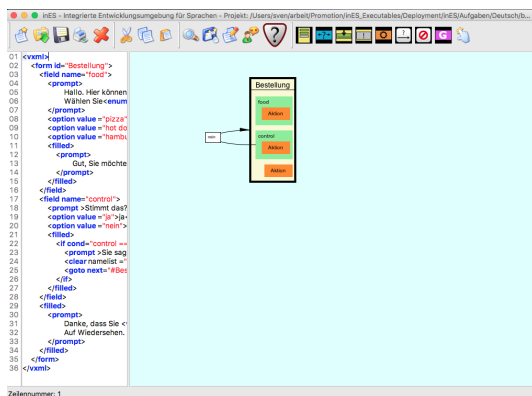 inES - Integrierte Entwicklungsumgebung für Sprachen - Projekt: /Users/sven/arbeit/Promotion/inES_Executables/Deployment/inES/Aufgaben/Deutsch/b...
01 <vxml>
02 <form id="Bestellung">
03 <field name="food">
04 <prompt>
05 Hallo. Hier können
06 Wählen Sie<enum
07 </prompt>
08 <option value ="pizza"
09 <option value ="hot do
10 <option value ="hambu
11 <filled>
12 <prompt>
13 Gut, Sie möchte
14 </prompt>
15 </filled>
16 </field>
17 <field name="control">
18 <prompt >Stimmt das?
19 <option value ="ja">ja<
20 <option value ="nein">
21 <filled>
22 <if cond="control ==
23 <prompt >Sie sag
24 <clear namelist ="
25 <goto next="#Bes
26 </if>
27 </filled>
28 </field>
29 <filled>
30 <prompt>
31 Danke, dass Sie <
32 Auf Wiedersehen.
33 </prompt>
34 </filled>
35 </form>
36 </vxml>
Bestellung
food
Aktion
control
Aktion
Aktion
Zeilennummer: 1